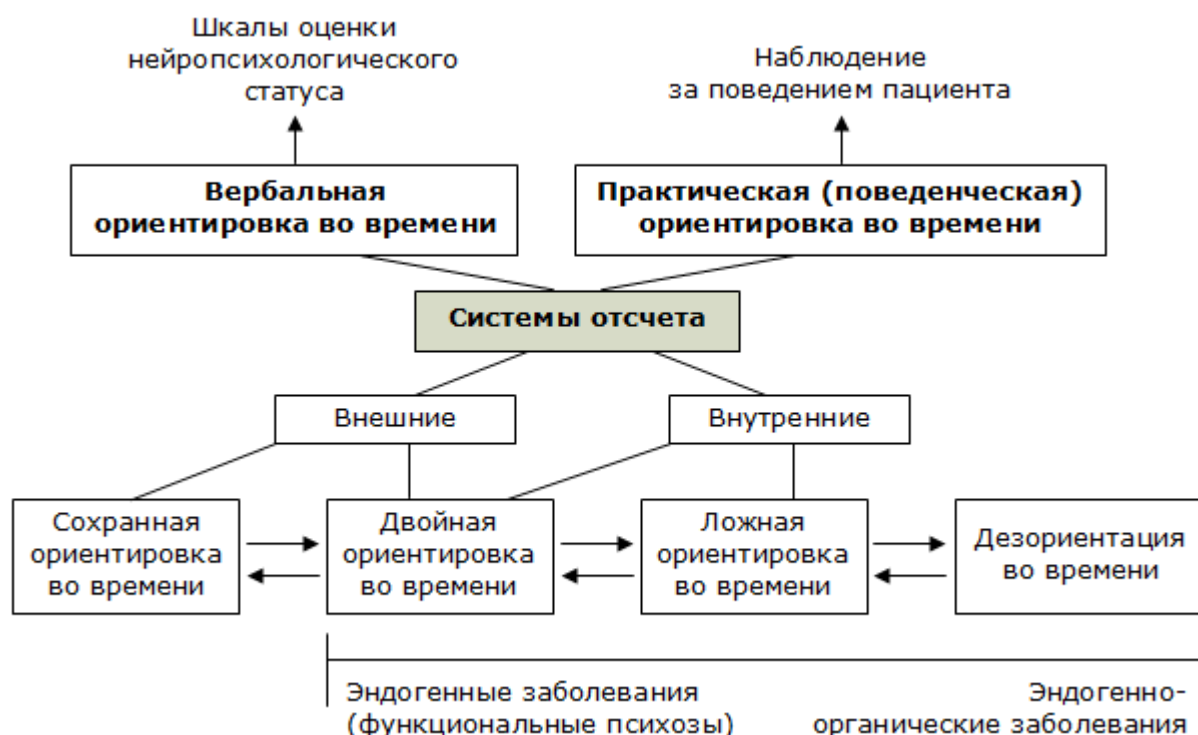 Шкалы оценки
нейропсихологического
статуса
Наблюдение
за поведением пациента
Вербальная
ориентировка во времени
Практическая (поведенческая)
ориентировка во времени
Системы отсчета
Внешние
Внутренние
Сохранная
ориентировка
во времени
Двойная
ориентировка
во времени
Ложная
ориентировка
во времени
Дезориентация
во времени
Эндогенные заболевания
(функциональные психозы)
Эндогенно-
органические заболевания